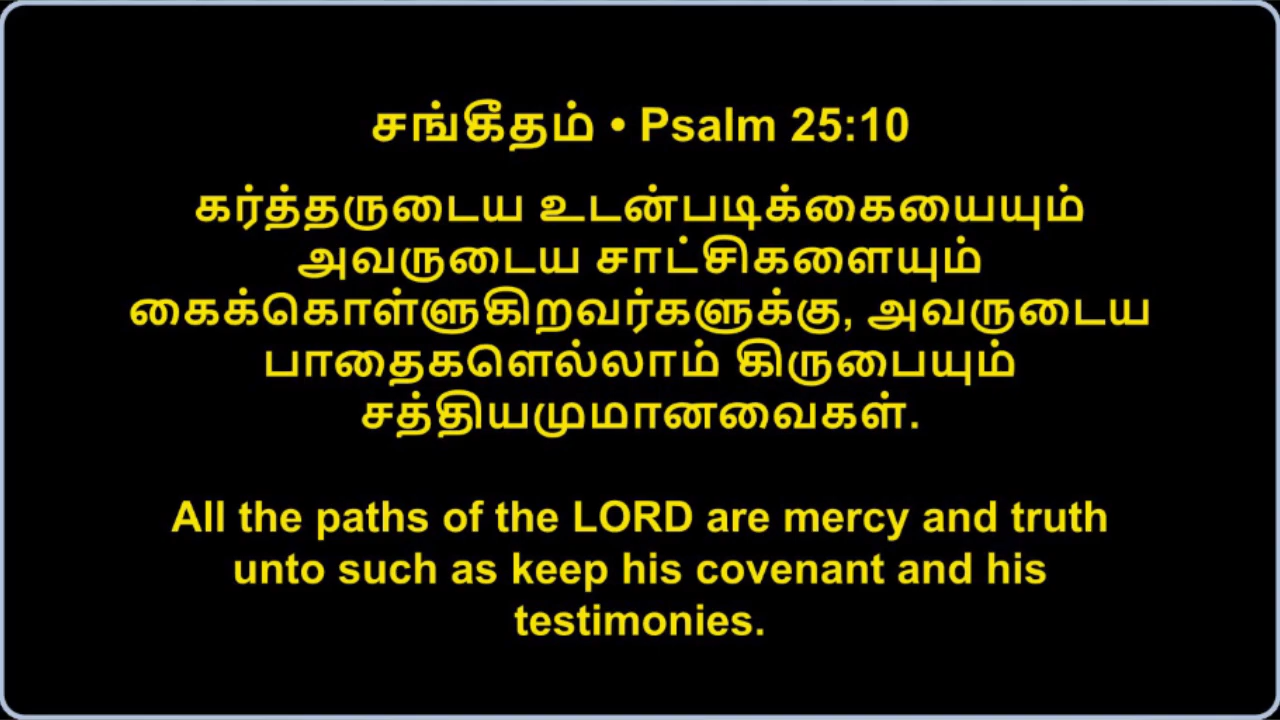 சங்கீதம் • Psalm 25:10
கர்த்தருடைய உடன்படிக்கையையும்
அவருடைய சாட்சிகளையும்
கைக்கொள்ளுகிறவர்களுக்கு, அவருடைய
பாதைகளெல்லாம் கிருபையும்
சத்தியமுமானவைகள்.
All the paths of the LORD are mercy and truth
unto such as keep his covenant and his
testimonies.